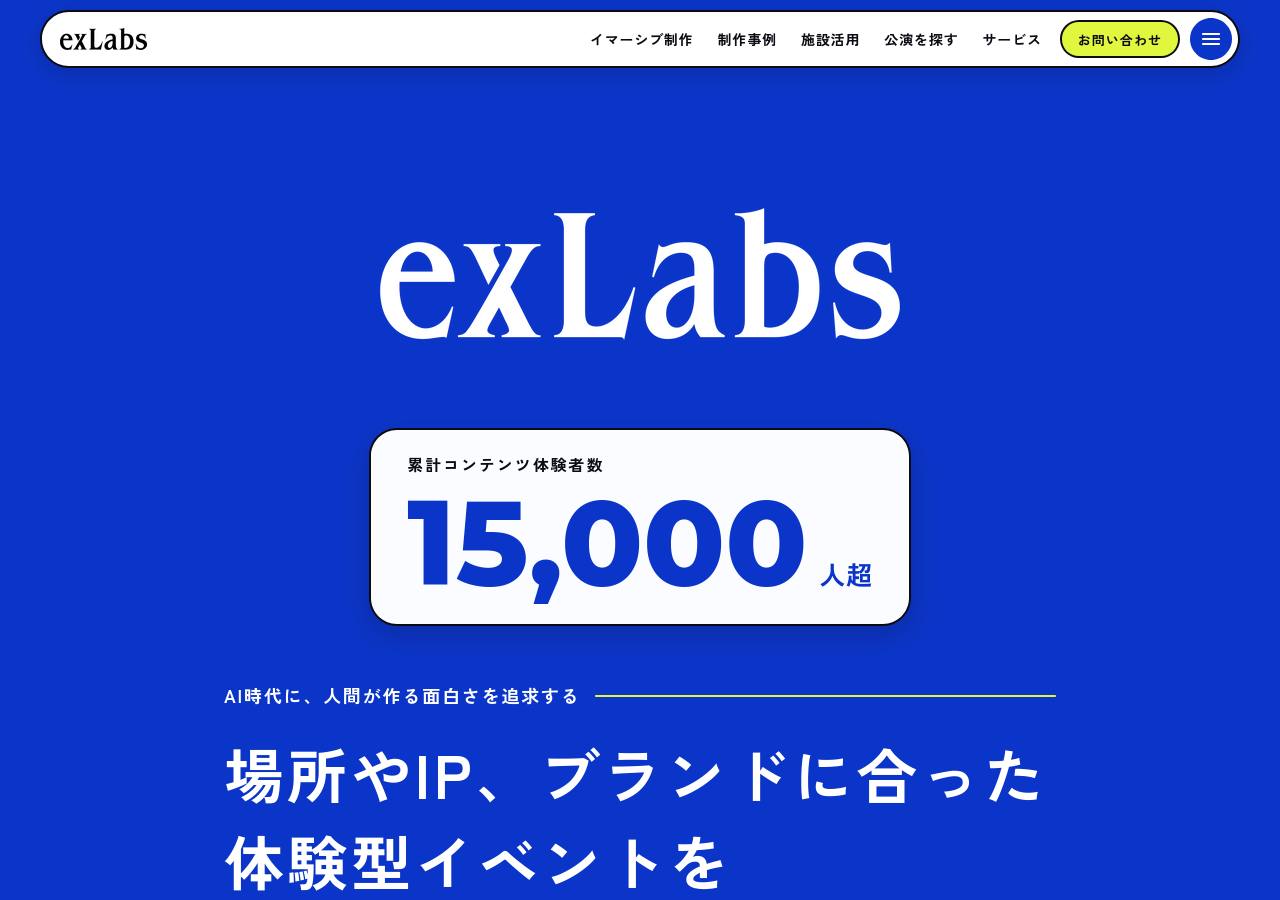 exLabs
イマーシブ制作
制作事例
施設活用
公演を探す
サービス
お問い合わせ
exLabs
累計コンテンツ体験者数
15,000 人超
AI時代に、人間が作る面白さを追求する
場所やIP、ブランドに合った
体験型イベントを